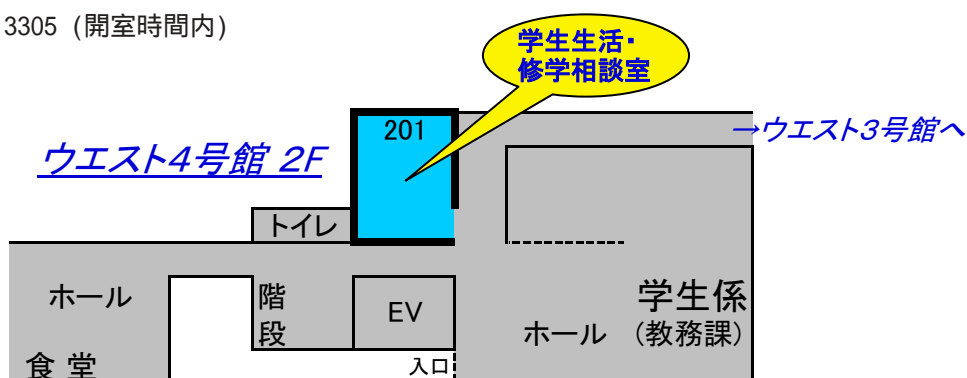 3305 (開室時間内)
学生生活・
修学相談室
201
→ウエスト3号館へ
ウエスト4号館 2F
トイレ
ホール
階
段
EV
学生係
ホール
(教務課)
入口
食 堂